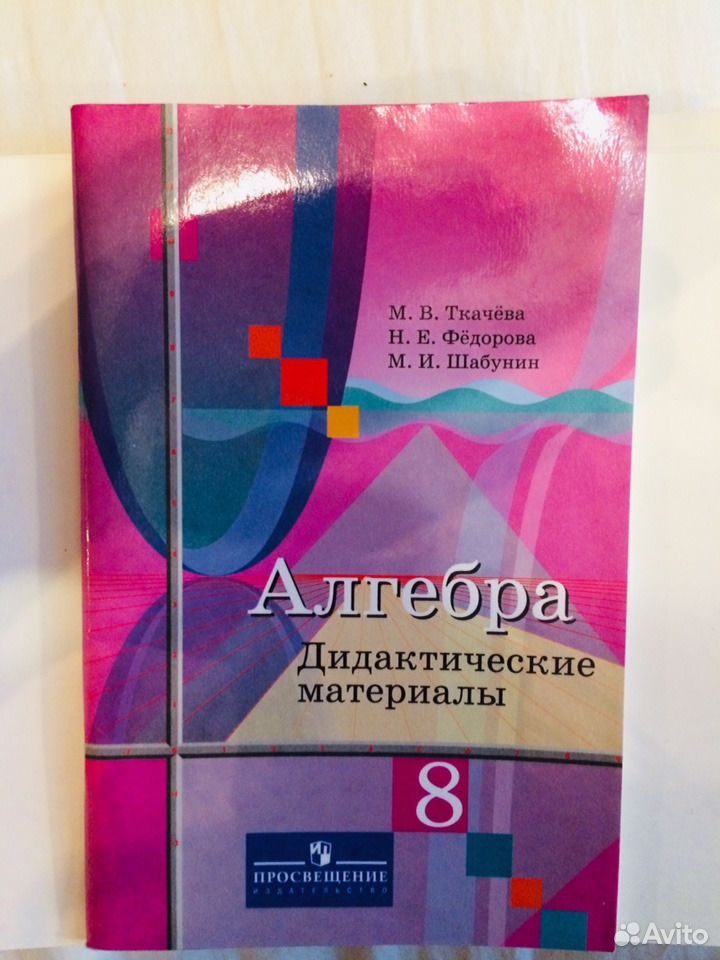 М. В. Ткачёва
Н. Е. Фёдорова
М. И. Шабунин
Алгебра
Дидактические
материалы
8
ПРОСВЕЩЕНИЕ
ИЗДАТЕЛЬСТВО
Avito